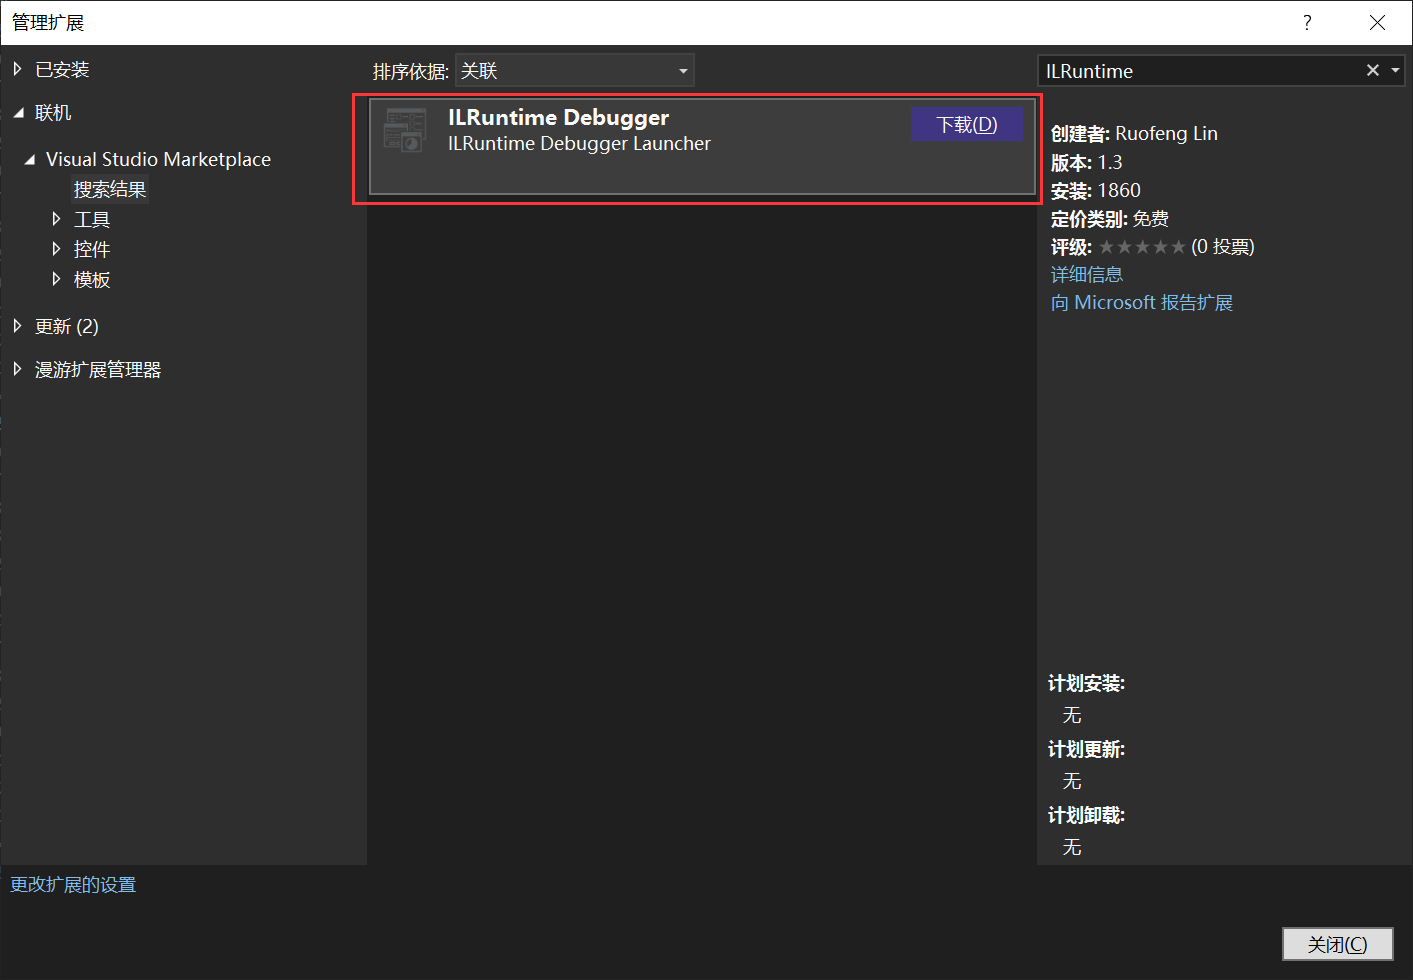 管理扩展
?
已安装
联机
Visual Studio Marketplace
搜索结果
工具
控件
模板
更新 (2)
漫游扩展管理器
排序依据: 关联
ILRuntime Debugger
ILRuntime Debugger Launcher
下载(D)
ILRuntime
创建者: Ruofeng Lin
版本: 1.3
安装: 1860
定价类别: 免费
评级: ★★★★★ (0 投票)
详细信息
向 Microsoft 报告扩展
计划安装:
无
计划更新:
无
计划卸载:
无
更改扩展的设置
关闭(C)